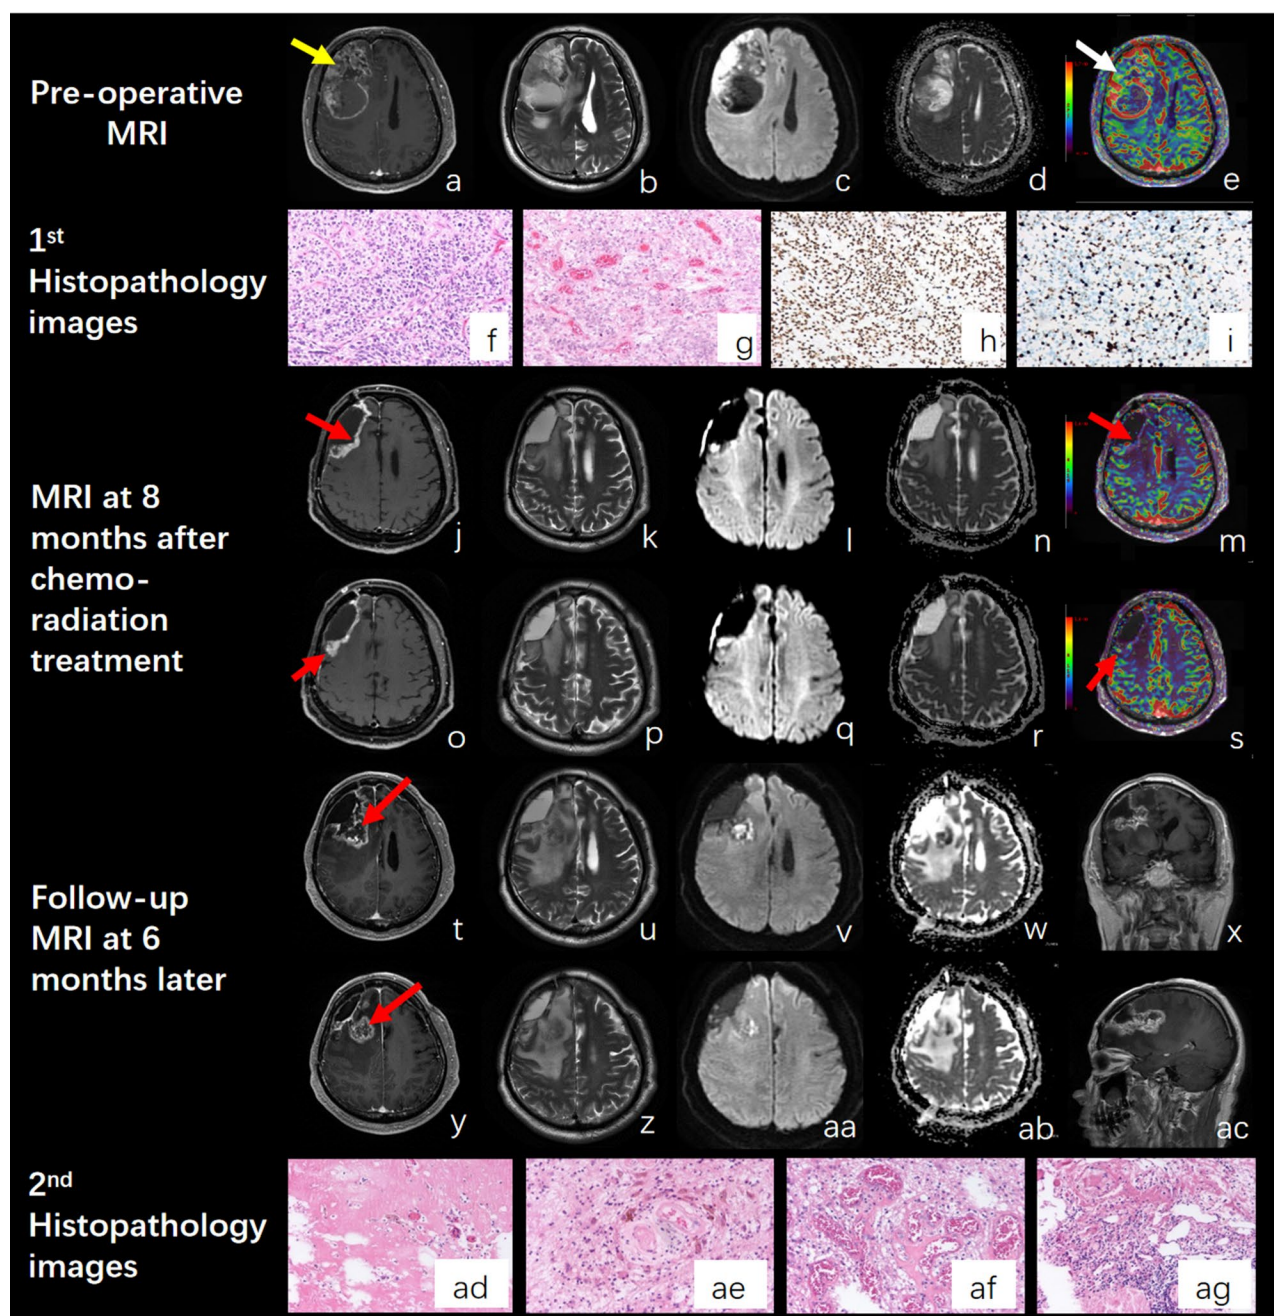 Pre-operative
MRI
a
b
c
d
e
1st
Histopathology
images
f
g
h
i
MRI at 8
months after
chemo-
radiation
treatment
j
k
l
n
m
o
p
q
r
s
Follow-up
MRI at 6
months later
t
u
v
w
x
y
z
aa
ab
ac
2nd
Histopathology
images
ad
ae
af
ag